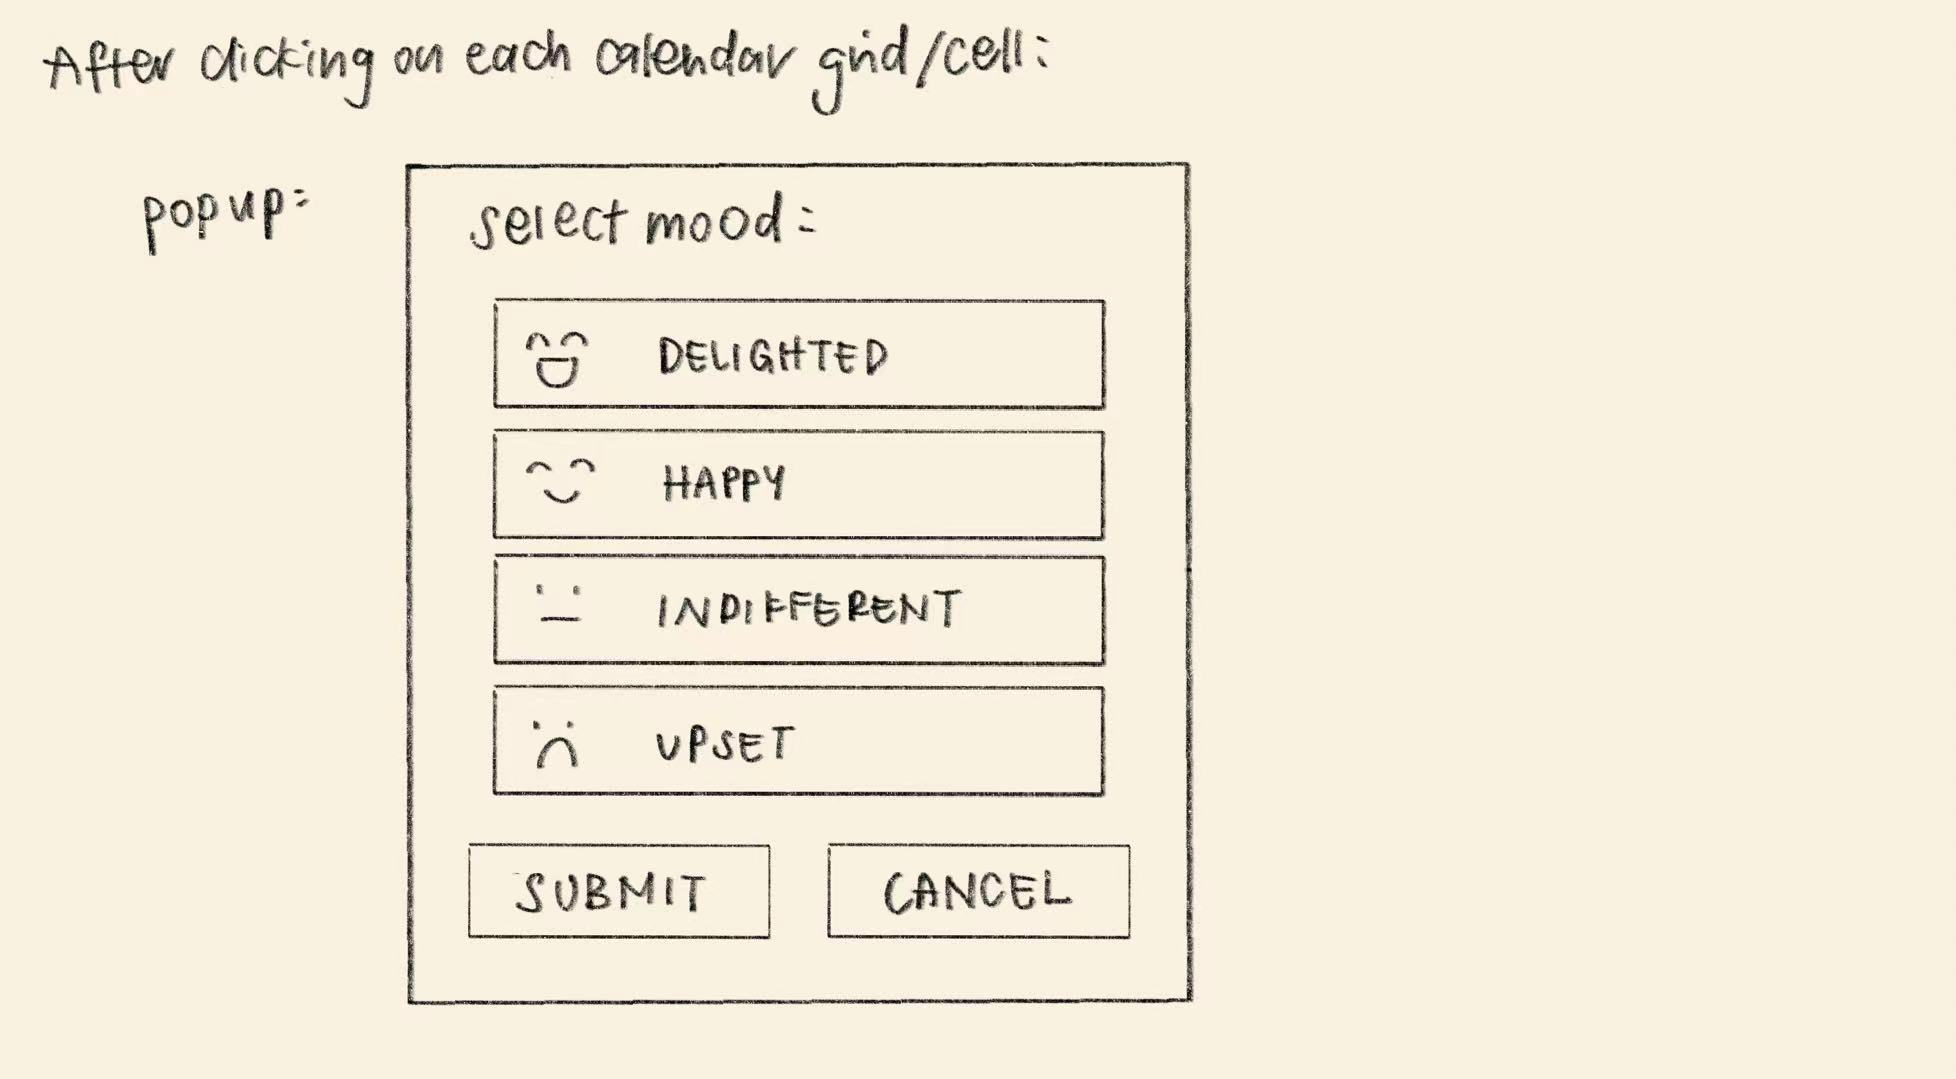 After clicking on each calendar grid/cell:
popup:
select mood:
DELIGHTED
HAPPY
INDIFFERENT
UPSET
SUBMIT
CANCEL